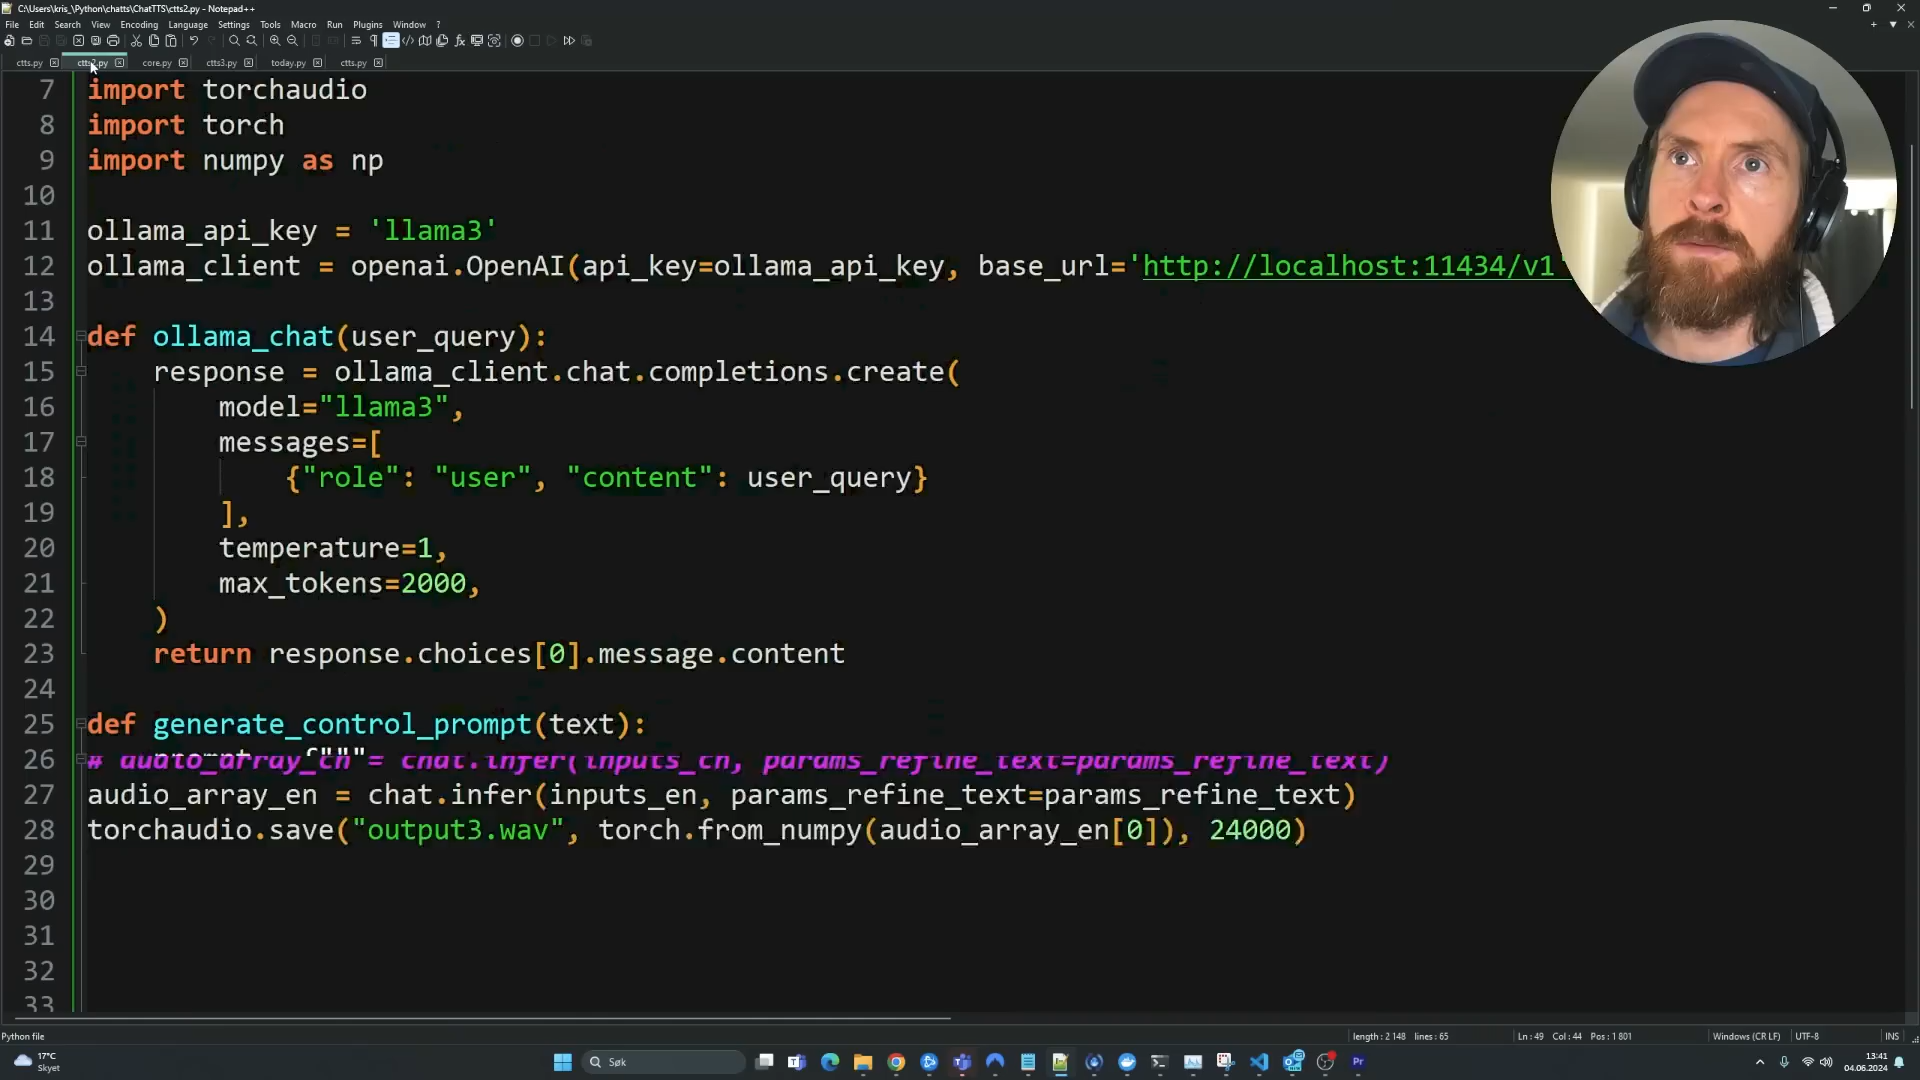 C:\Users\kris_\Python\chatts\ChatTTS\ctts2.py - Notepad++
File Edit Search View Encoding Language Settings Tools Macro Run Plugins Window ?
ctts.py ctts2.py core.py ctts3.py today.py ctts.py
7 import torchaudio
8 import torch
9 import numpy as np
10
11 ollama_api_key = 'llama3'
12 ollama_client = openai.OpenAI(api_key=ollama_api_key, base_url='http://localhost:11434/v1'
13
14 def ollama_chat(user_query):
15 response = ollama_client.chat.completions.create(
16 model="llama3",
17 messages=[
18 {"role": "user", "content": user_query}
19 ],
20 temperature=1,
21 max_tokens=2000,
22 )
23 return response.choices[0].message.content
24
25 def generate_control_prompt(text):
26 # audio_array_cn = chat.infer(inputs_cn, params_refine_text=params_refine_text)
27 audio_array_en = chat.infer(inputs_en, params_refine_text=params_refine_text)
28 torchaudio.save("output3.wav", torch.from_numpy(audio_array_en[0]), 24000)
29
30
31
32
33
Python file length : 2 148 lines : 65 Ln : 49 Col : 44 Pos : 1 801 Windows (CR LF) UTF-8 INS
17°C
Skyet
Søk
13:41
04.06.2024